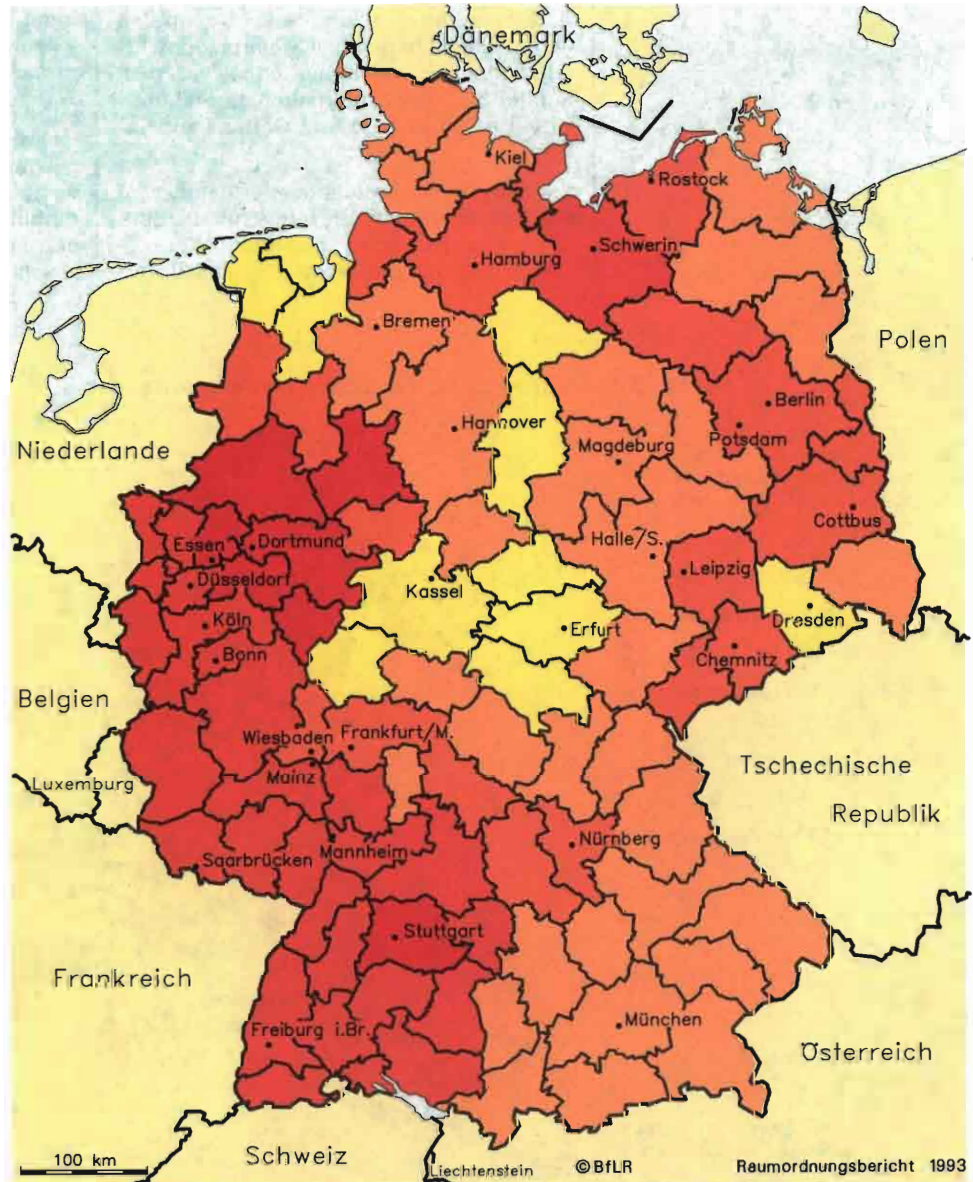 Dänemark
Kiel
Rostock
Schwerin
Hamburg
Bremen
Polen
Berlin
Niederlande
Hannover
Magdeburg
Potsdam
Cottbus
Essen
Dortmund
Halle/S.
Leipzig
Düsseldorf
Kassel
Dresden
Köln
Erfurt
Chemnitz
Bonn
Belgien
Wiesbaden
Frankfurt/M.
Luxemburg
Mainz
Tschechische
Republik
Nürnberg
Mannheim
Saarbrücken
Stuttgart
Frankreich
München
Freiburg i.Br.
Österreich
Schweiz
100 km
Liechtenstein
© BfLR
Raumordnungsbericht 1993